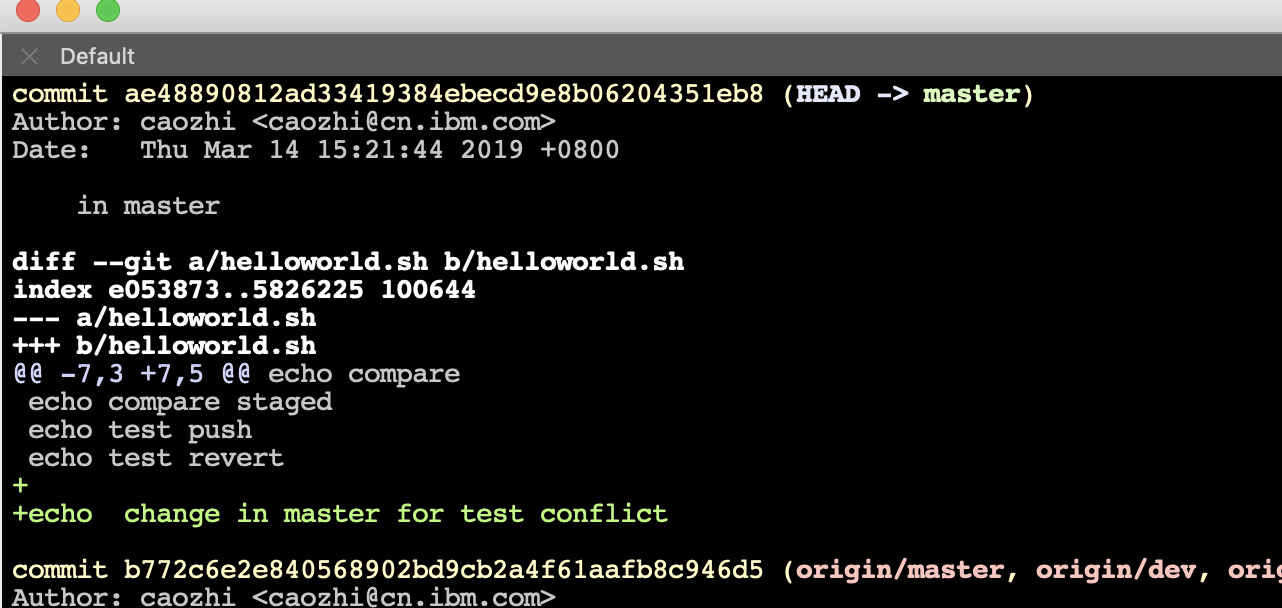 Default
commit ae48890812ad33419384ebecd9e8b06204351eb8 (HEAD -> master)
Author: caozhi <caozhi@cn.ibm.com>
Date:   Thu Mar 14 15:21:44 2019 +0800
    in master
diff --git a/helloworld.sh b/helloworld.sh
index e053873..5826225 100644
--- a/helloworld.sh
+++ b/helloworld.sh
@@ -7,3 +7,5 @@ echo compare
 echo compare staged
 echo test push
 echo test revert
+
+echo  change in master for test conflict
commit b772c6e2e840568902bd9cb2a4f61aafb8c946d5 (origin/master, origin/dev,
Author: caozhi <caozhi@cn.ibm.com>